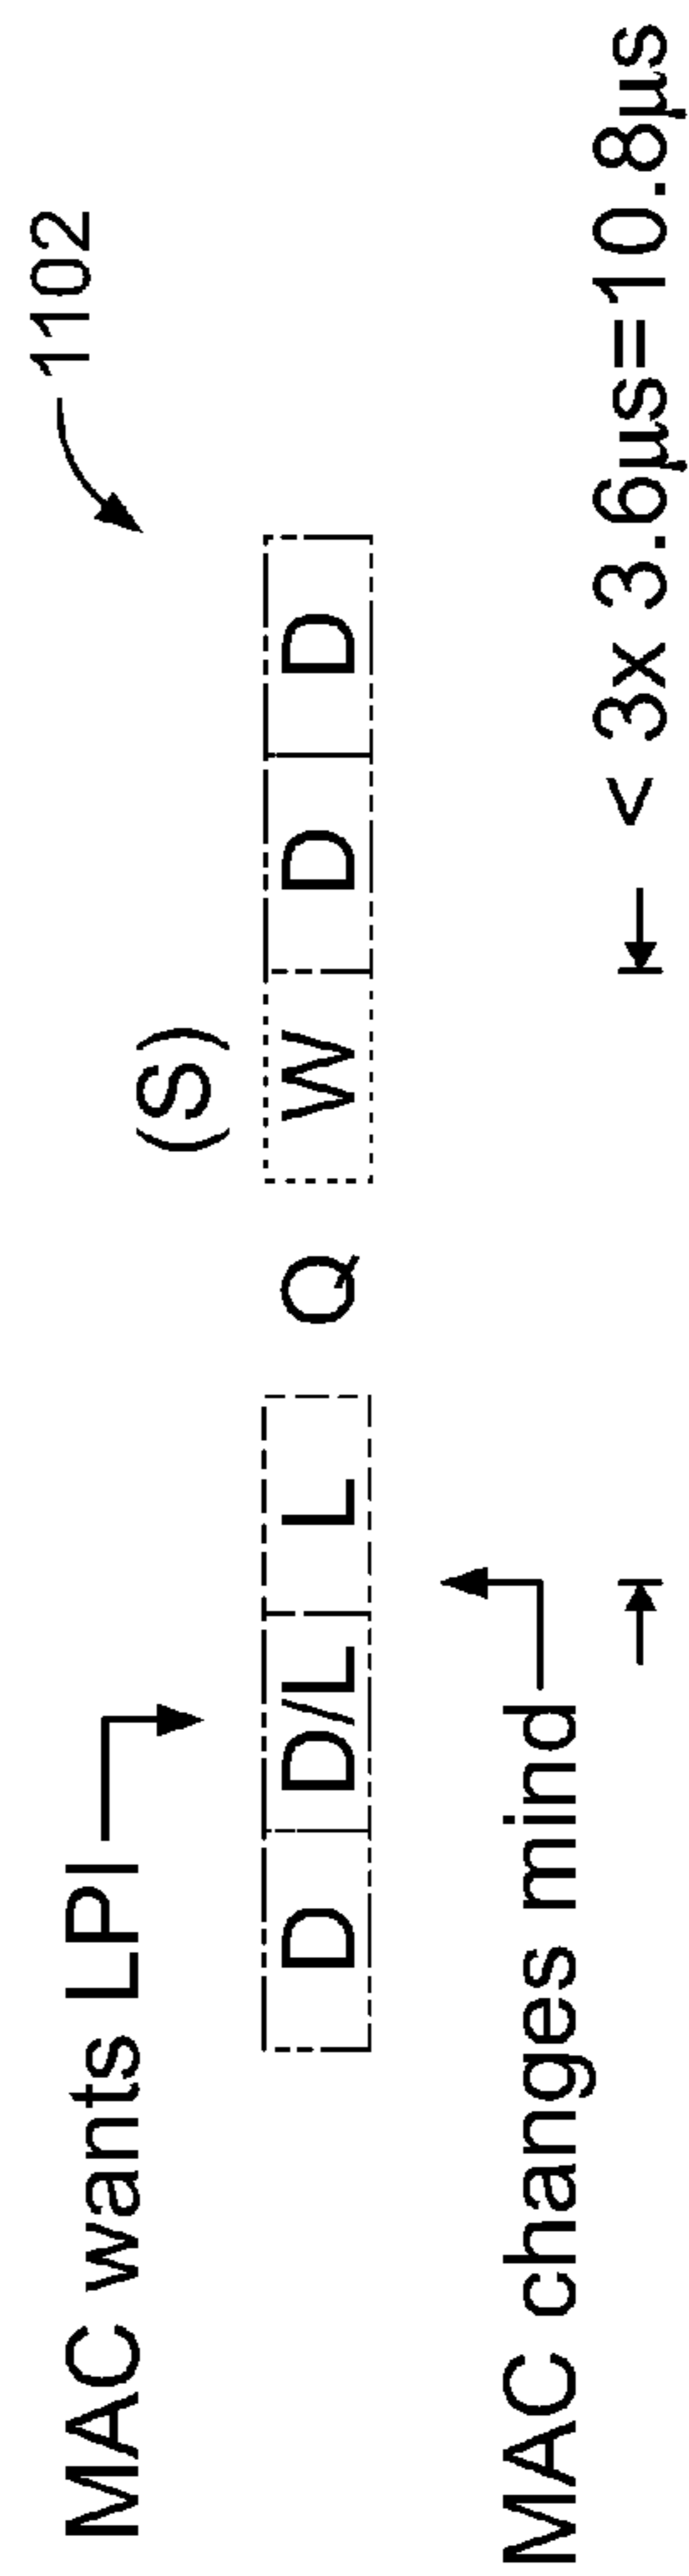 1102
MAC wants LPI
(S)
D D/L L Q W D D
MAC changes mind
< 3x 3.6µs=10.8µs